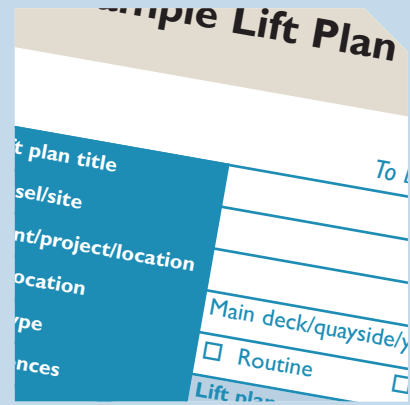 Lift Plan
To
plan title
sel/site
nt/project/location
ocation
ype
nces
Main deck/quayside/y
Routine
Lift plan